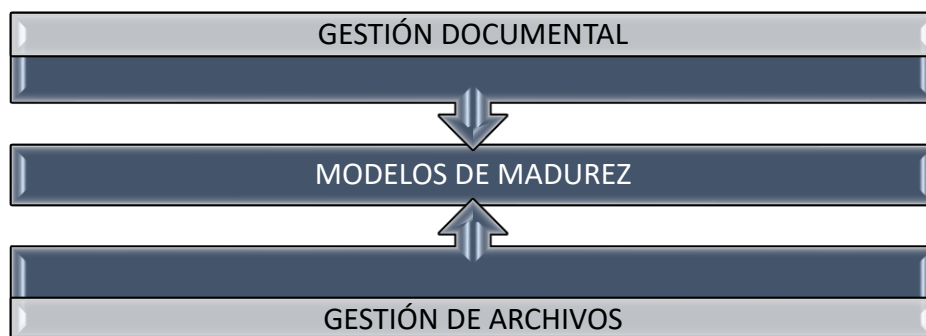 GESTIÓN DOCUMENTAL
MODELOS DE MADUREZ
GESTIÓN DE ARCHIVOS